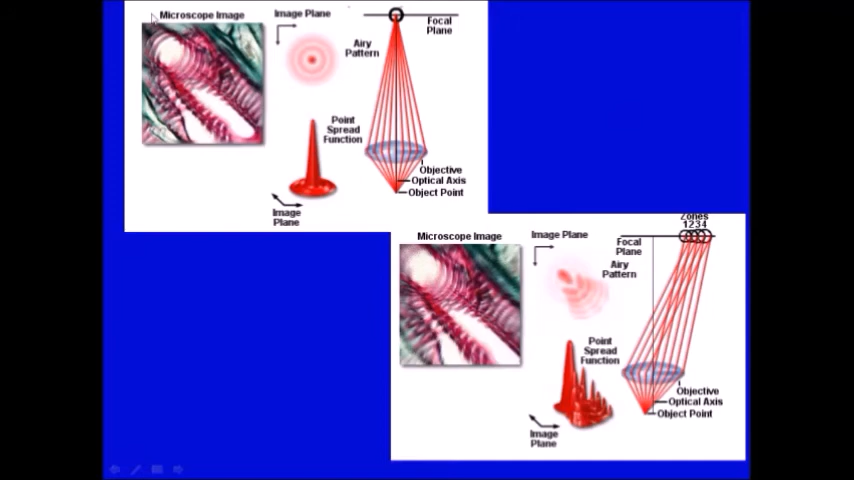 Microscope Image
Image Plane
Focal
Plane
Airy
Pattern
Point
Spread
Function
Objective
Optical Axis
Object Point
Image
Plane
Zones
1234
Microscope Image
Image Plane
Focal
Plane
Airy
Pattern
Point
Spread
Function
Objective
Optical Axis
Object Point
Image
Plane